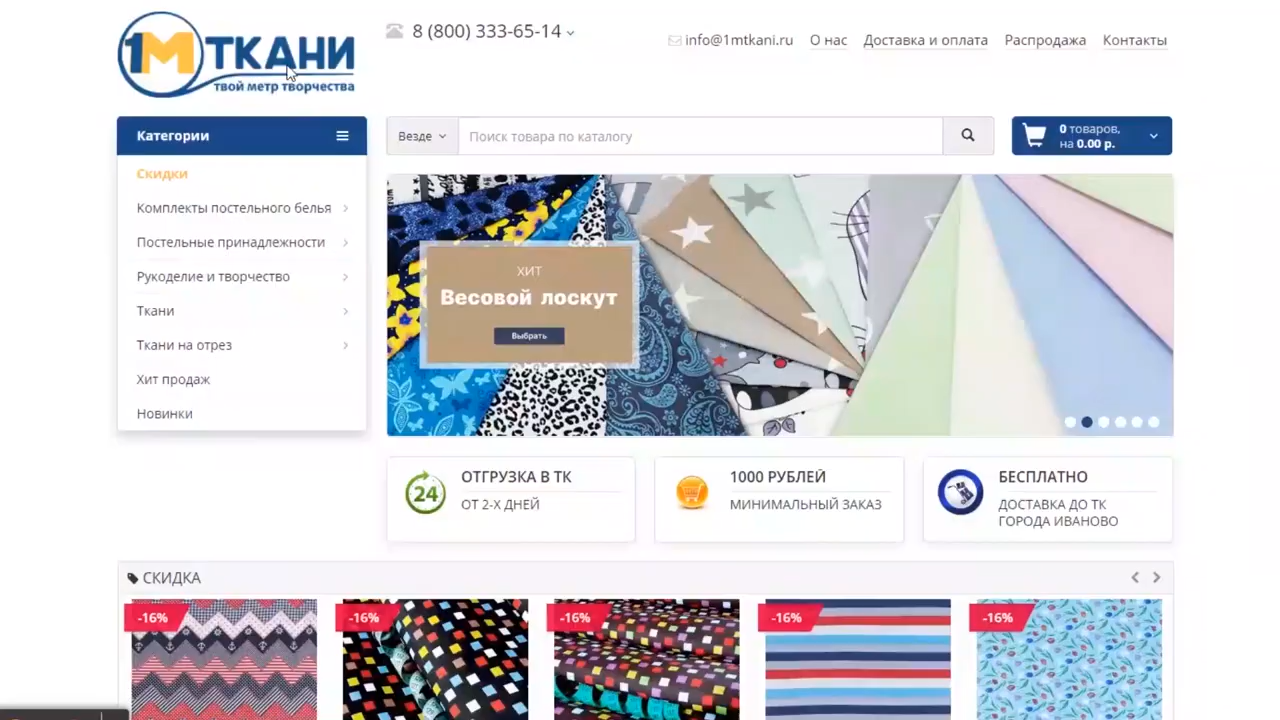 1М ТКАНИ
твой метр творчества
8 (800) 333-65-14
info@1mtkani.ru
О нас
Доставка и оплата
Распродажа
Контакты
Категории
Везде
Поиск товара по каталогу
0 товаров,
на 0.00 р.
Скидки
Комплекты постельного белья
Постельные принадлежности
Рукоделие и творчество
Ткани
Ткани на отрез
Хит продаж
Новинки
ХИТ
Весовой лоскут
Выбрать
24
ОТГРУЗКА В ТК
ОТ 2-Х ДНЕЙ
1000 РУБЛЕЙ
МИНИМАЛЬНЫЙ ЗАКАЗ
БЕСПЛАТНО
ДОСТАВКА ДО ТК
ГОРОДА ИВАНОВО
СКИДКА
-16%
-16%
-16%
-16%
-16%